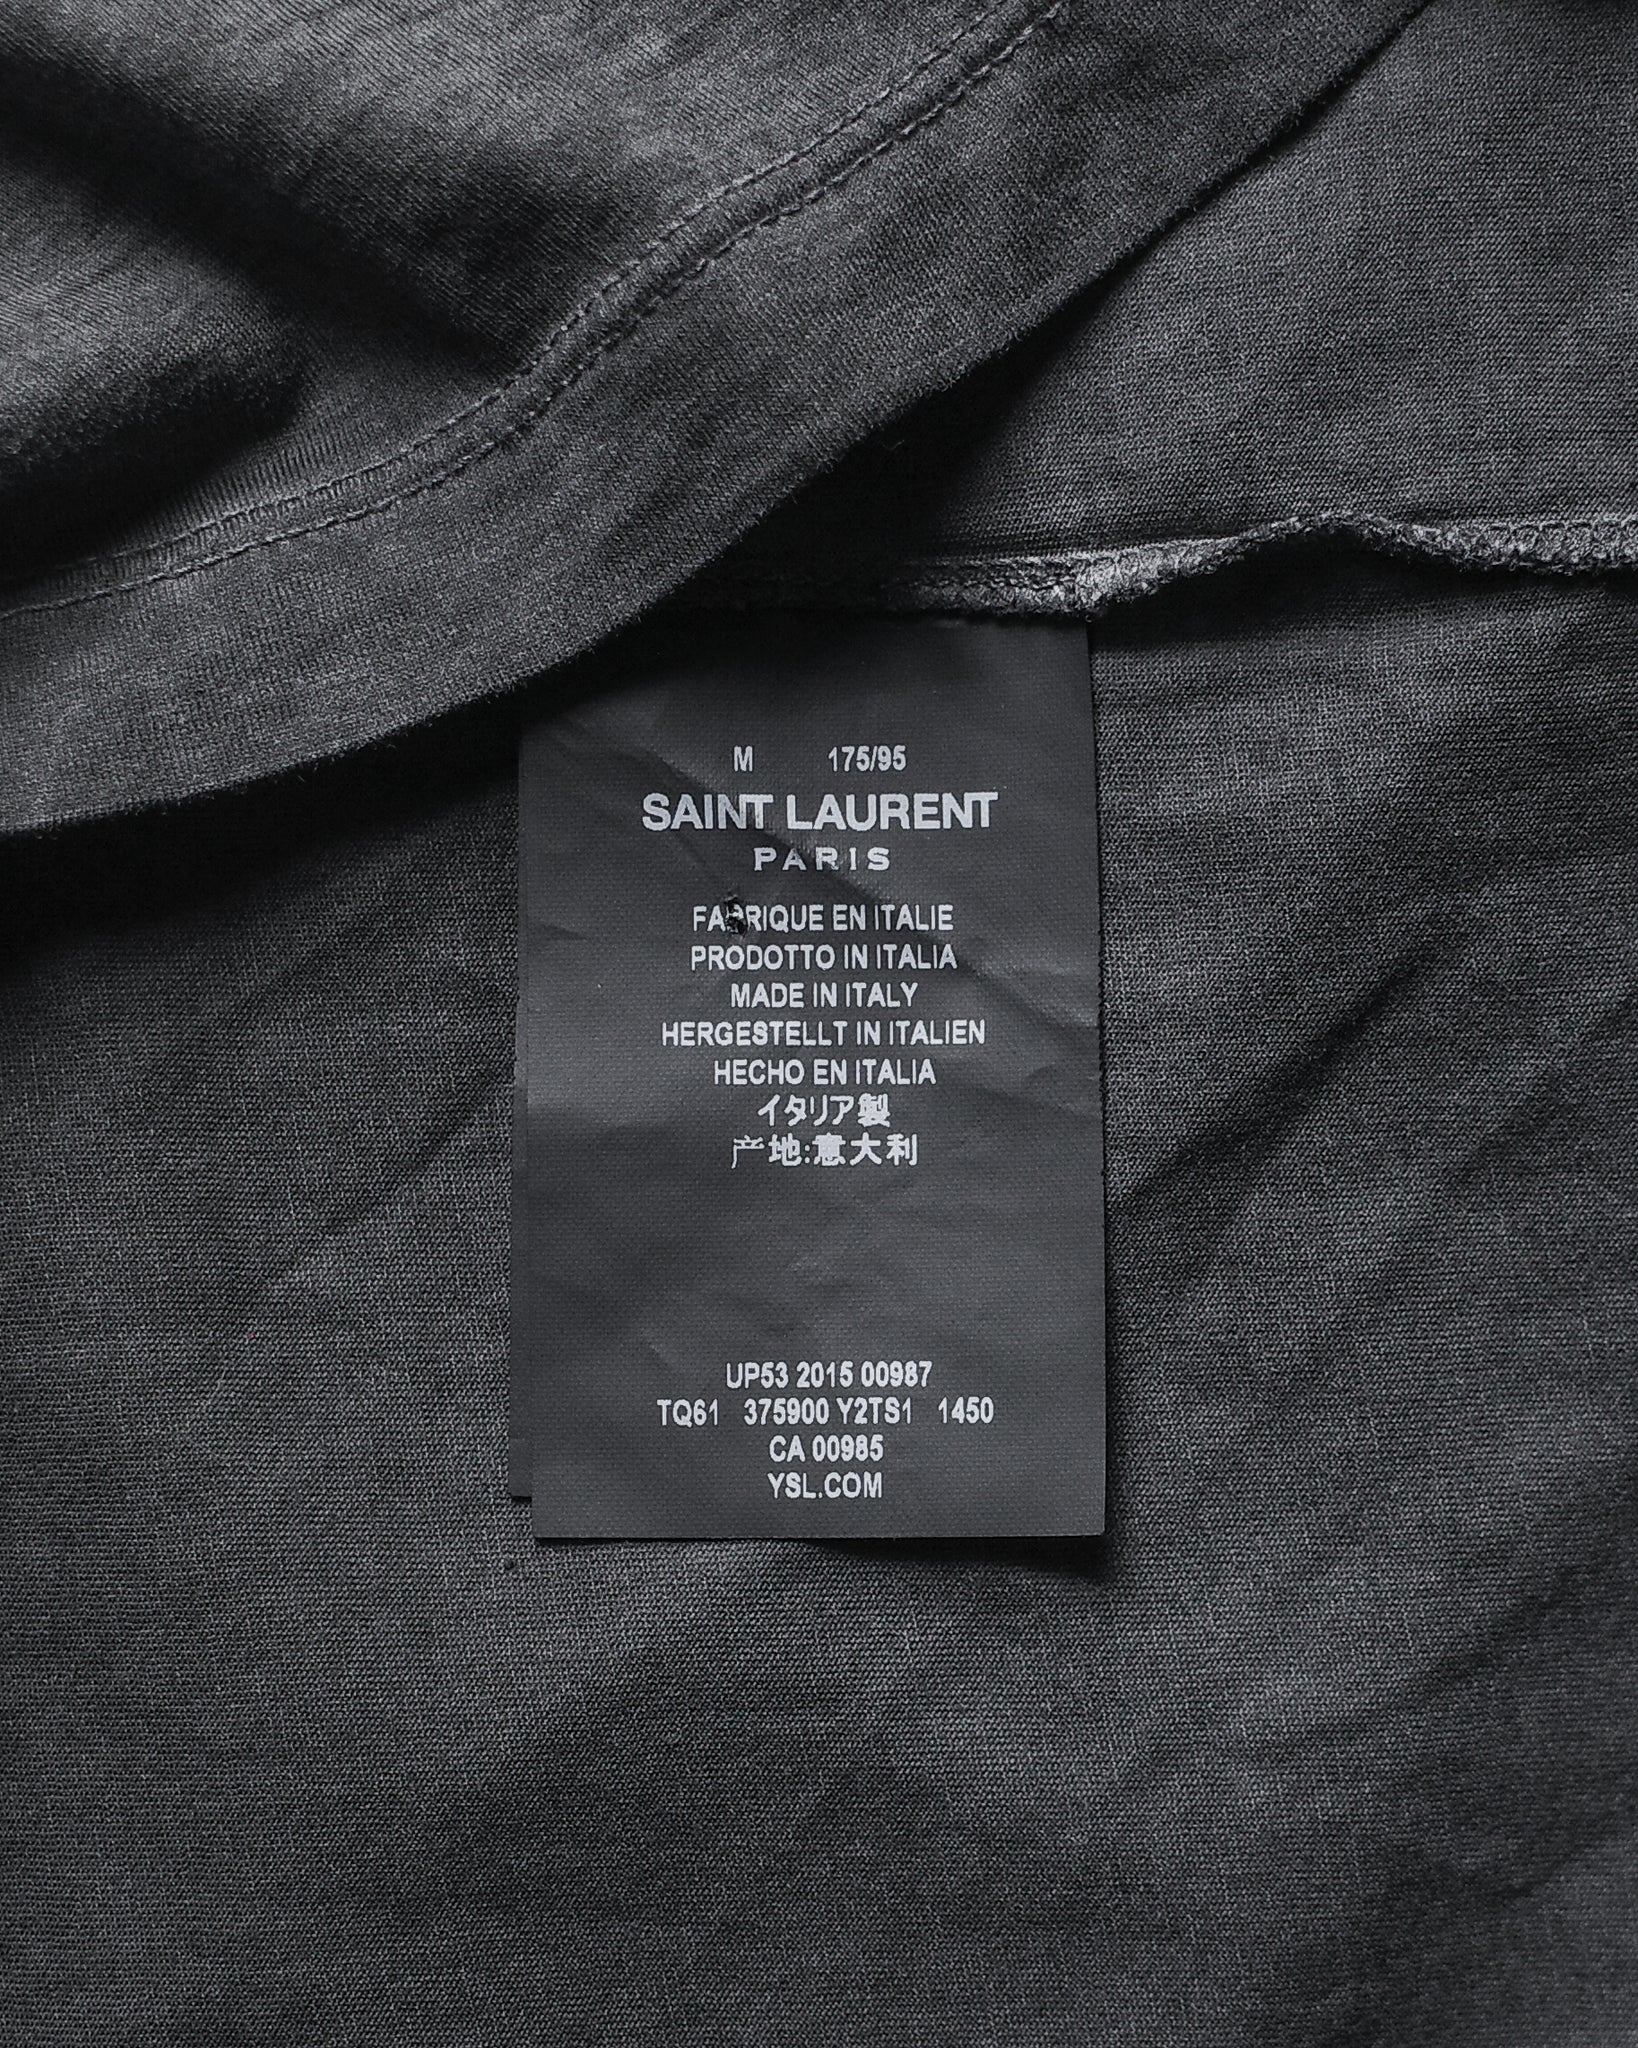 M 175/95
SAINT LAURENT
PARIS
FABRIQUE EN ITALIE
PRODOTTO IN ITALIA
MADE IN ITALY
HERGESTELLT IN ITALIEN
HECHO EN ITALIA
イタリア製
产地:意大利
UP53 2015 00987
TQ61 375900 Y2TS1 1450
CA 00985
YSL.COM